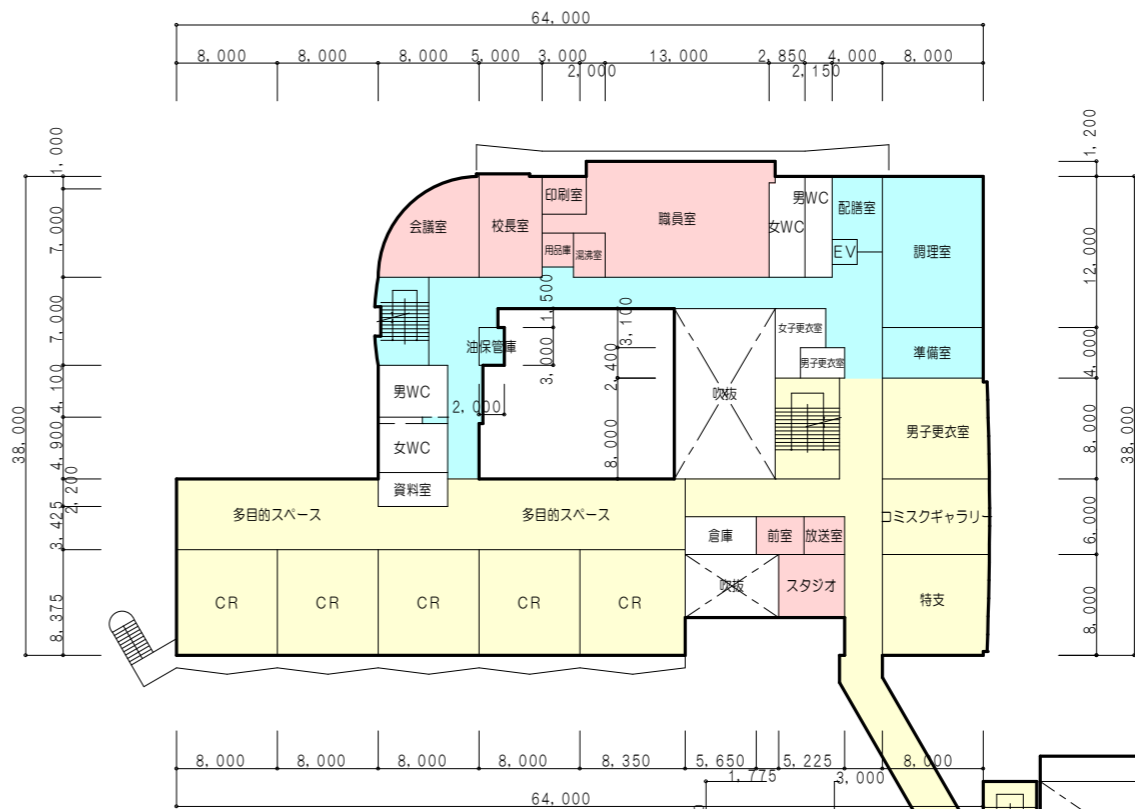 64,000
8,000 8,000 8,000 5,000 3,000 13,000 2,850 4,000 8,000
2,000 2,150
1,000
7,000
7,000
4,100
4,900
2,200
3,425
8,375
38,000
1,200
12,000
4,000
8,000
6,000
8,000
38,000
会議室
校長室
印刷室
用品庫
湯沸室
職員室
女WC
男WC
配膳室
EV
調理室
準備室
油保管庫
1,500
3,000
3,100
2,400
8,000
2,000
吹抜
女子更衣室
男子更衣室
男WC
女WC
資料室
男子更衣室
多目的スペース
多目的スペース
コミスクギャラリー
倉庫
前室
放送室
吹抜
スタジオ
特支
CR CR CR CR CR
8,000 8,000 8,000 8,000 8,350 5,650 5,225 8,000
1,775 3,000
64,000